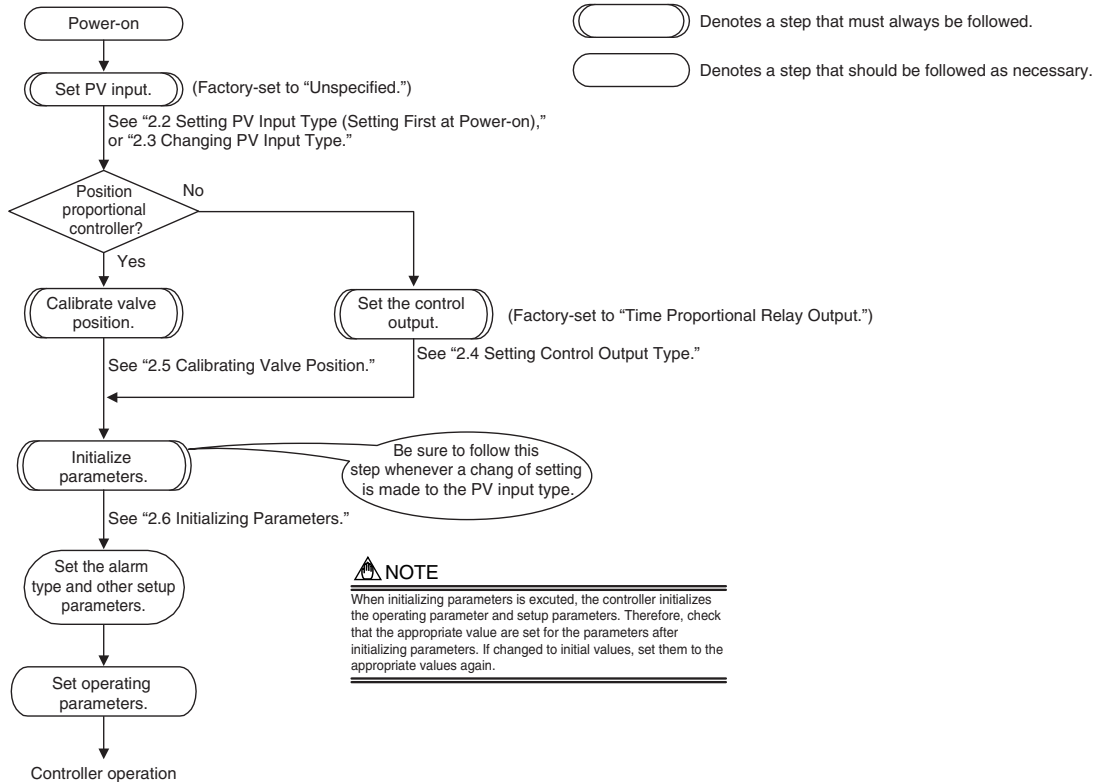 Power-on
Denotes a step that must always be followed.
Denotes a step that should be followed as necessary.
Set PV input.
(Factory-set to “Unspecified.”)
See “2.2 Setting PV Input Type (Setting First at Power-on),”
or “2.3 Changing PV Input Type.”
Position
proportional
controller?
No
Yes
Calibrate valve
position.
Set the control
output.
(Factory-set to “Time Proportional Relay Output.”)
See “2.5 Calibrating Valve Position.”
See “2.4 Setting Control Output Type.”
Initialize
parameters.
Be sure to follow this
step whenever a chang of setting
is made to the PV input type.
See “2.6 Initializing Parameters.”
Set the alarm
type and other setup
parameters.
NOTE
When initializing parameters is excuted, the controller initializes
the operating parameter and setup parameters. Therefore, check
that the appropriate value are set for the parameters after
initializing parameters. If changed to initial values, set them to the
appropriate values again.
Set operating
parameters.
Controller operation